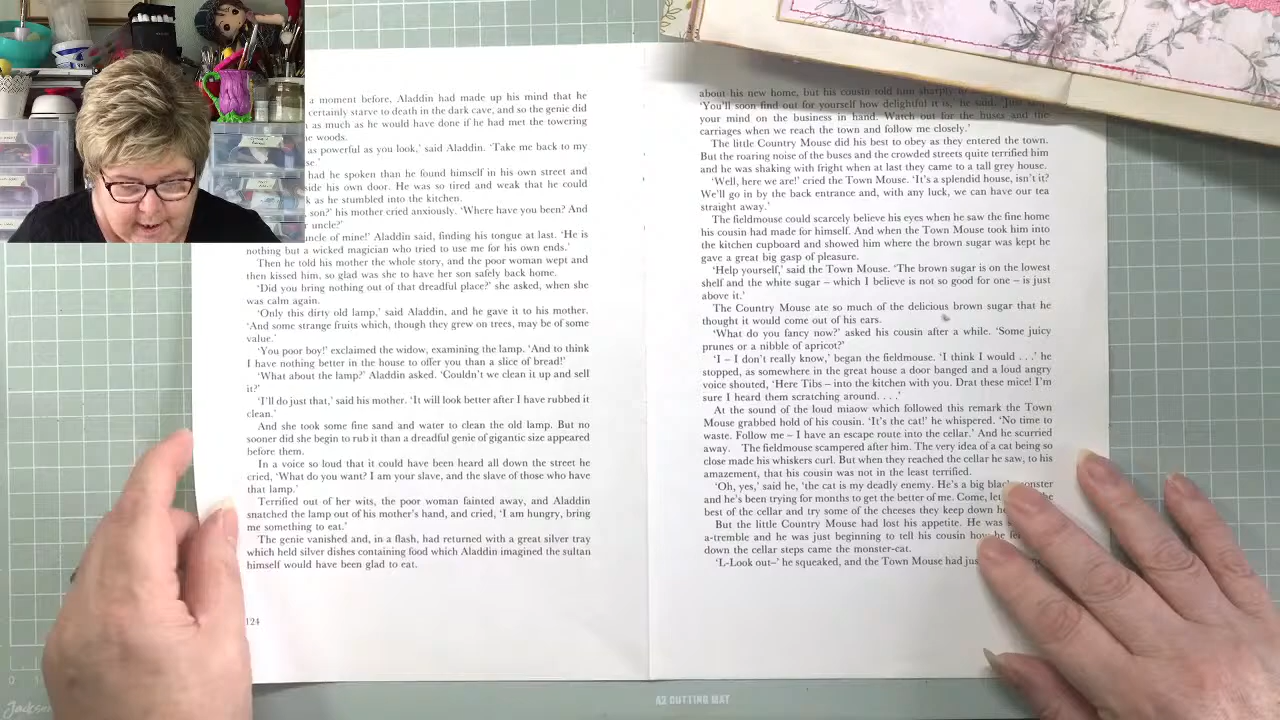 a moment before, Aladdin had made up his mind that he
certainly starve to death in the dark cave, and so the genie did
as much as he would have done if he had met the towering
woods.
as powerful as you look,' said Aladdin. 'Take me back to my
had he spoken than he found himself in his own street and
his own door. He was so tired and weak that he could
as he stumbled into the kitchen.
son?' his mother cried anxiously. 'Where have you been? And
uncle?'
of mine!' Aladdin said, finding his tongue at last. 'He is
nothing but a wicked magician who tried to use me for his own ends.'
Then he told his mother the whole story, and the poor woman wept and
then kissed him, so glad was she to have her son safely back home.
'Did you bring nothing out of that dreadful place?' she asked, when she
was calm again.
'Only this dirty old lamp,' said Aladdin, and he gave it to his mother.
'And some strange fruits which, though they grew on trees, may be of some
value.'
'You poor boy!' exclaimed the widow, examining the lamp. 'And to think
I have nothing better in the house to offer you than a slice of bread!'
'What about the lamp?' Aladdin asked. 'Couldn't we clean it up and sell
it?'
'I'll do just that,' said his mother. 'It will look better after I have rubbed it
clean.'
And she took some fine sand and water to clean the old lamp. But no
sooner did she begin to rub it than a dreadful genie of gigantic size appeared
before them.
In a voice so loud that it could have been heard all down the street he
cried, 'What do you want? I am your slave, and the slave of those who have
that lamp.'
Terrified out of her wits, the poor woman fainted away, and Aladdin
snatched the lamp out of his mother's hand, and cried, 'I am hungry, bring
me something to eat.'
The genie vanished and, in a flash, had returned with a great silver tray
which held silver dishes containing food which Aladdin imagined the sultan
himself would have been glad to eat.
124
about his new home, but his cousin told him sharply to
'You'll soon find out for yourself how delightful it is,' he said. 'Just
your mind on the business in hand. Watch out for the buses and the
carriages when we reach the town and follow me closely.'
The little Country Mouse did his best to obey as they entered the town.
But the roaring noise of the buses and the crowded streets quite terrified him
and he was shaking with fright when at last they came to a tall grey house.
'Well, here we are!' cried the Town Mouse. 'It's a splendid house, isn't it?
We'll go in by the back entrance and, with any luck, we can have our tea
straight away.'
The fieldmouse could scarcely believe his eyes when he saw the fine home
his cousin had made for himself. And when the Town Mouse took him into
the kitchen cupboard and showed him where the brown sugar was kept he
gave a great big gasp of pleasure.
'Help yourself,' said the Town Mouse. 'The brown sugar is on the lowest
shelf and the white sugar – which I believe is not so good for one – is just
above it.'
The Country Mouse ate so much of the delicious brown sugar that he
thought it would come out of his ears.
'What do you fancy now?' asked his cousin after a while. 'Some juicy
prunes or a nibble of apricot?'
'I – I don't really know,' began the fieldmouse. 'I think I would . . .' he
stopped, as somewhere in the great house a door banged and a loud angry
voice shouted, 'Here Tibs – into the kitchen with you. Drat these mice! I'm
sure I heard them scratching around. . . .'
At the sound of the loud miaow which followed this remark the Town
Mouse grabbed hold of his cousin. 'It's the cat!' he whispered. 'No time to
waste. Follow me – I have an escape route into the cellar.' And he scurried
away. The fieldmouse scampered after him. The very idea of a cat being so
close made his whiskers curl. But when they reached the cellar he saw, to his
amazement, that his cousin was not in the least terrified.
'Oh, yes,' said he, 'the cat is my deadly enemy. He's a big black monster
and he's been trying for months to get the better of me. Come, let
best of the cellar and try some of the cheeses they keep down
But the little Country Mouse had lost his appetite. He was
a-tremble and he was just beginning to tell his cousin how he
down the cellar steps came the monster-cat.
'L-Look out–' he squeaked, and the Town Mouse had
A2 CUTTING MAT